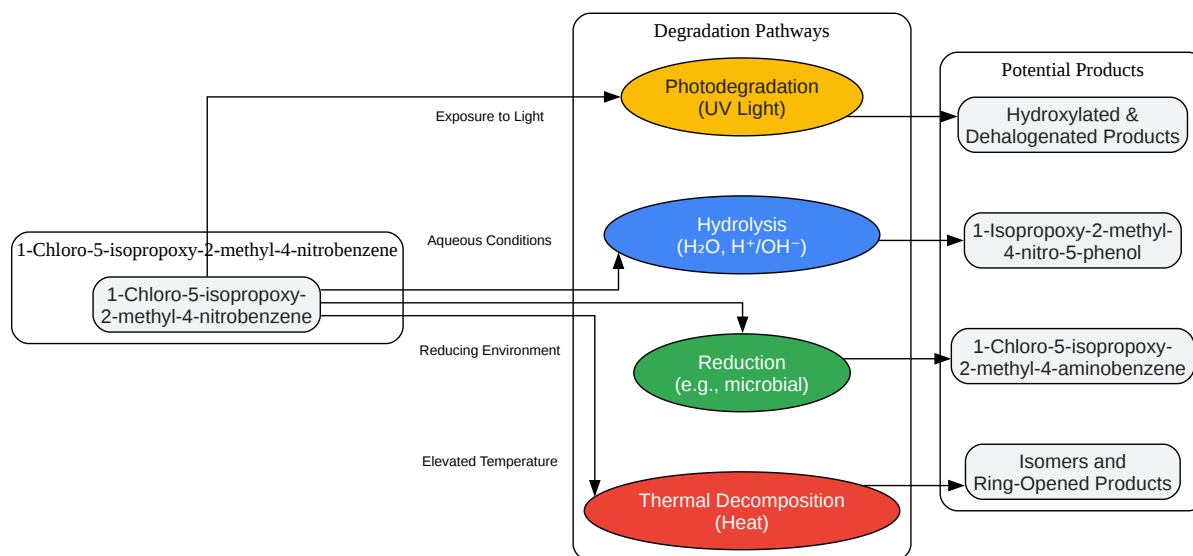 Degradation Pathways
Potential Products
Photodegradation
(UV Light)
Exposure to Light
Hydroxylated &
Dehalogenated Products
Hydrolysis
(H₂O, H⁺/OH⁻)
Aqueous Conditions
1-Isopropoxy-2-methyl-
4-nitro-5-phenol
1-Chloro-5-isopropoxy-2-methyl-4-nitrobenzene
1-Chloro-5-isopropoxy-
2-methyl-4-nitrobenzene
Reducing Environment
Reduction
(e.g., microbial)
1-Chloro-5-isopropoxy-
2-methyl-4-aminobenzene
Elevated Temperature
Thermal Decomposition
(Heat)
Isomers and
Ring-Opened Products